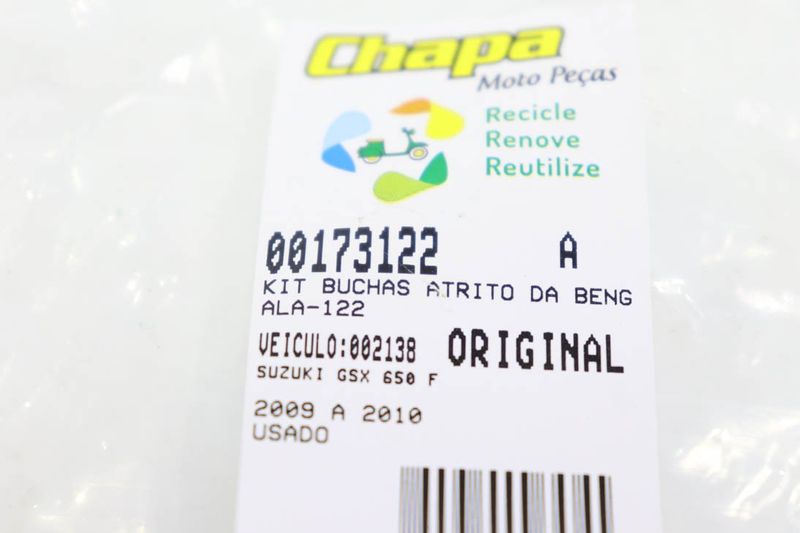 Chapa
Moto Peças
Recicle
Renove
Reutilize
00173122 A
KIT BUCHAS ATRITO DA BENG
ALA-122
VEICULO:002138 ORIGINAL
SUZUKI GSX 650 F
2009 A 2010
USADO